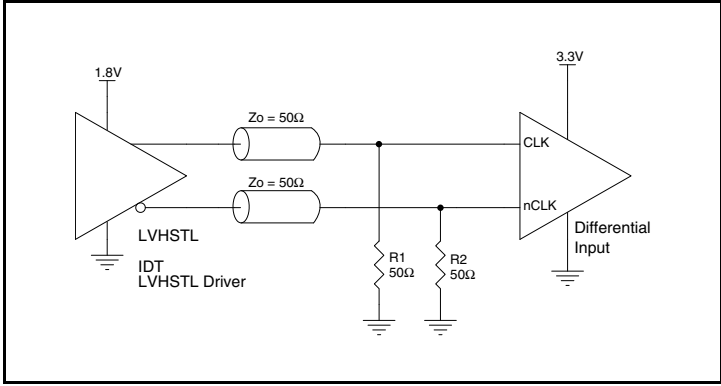 3.3V
1.8V
Zo = 50Ω
CLK
Zo = 50Ω
nCLK
LVHSTL
IDT
LVHSTL Driver
R1
50Ω
R2
50Ω
Differential
Input